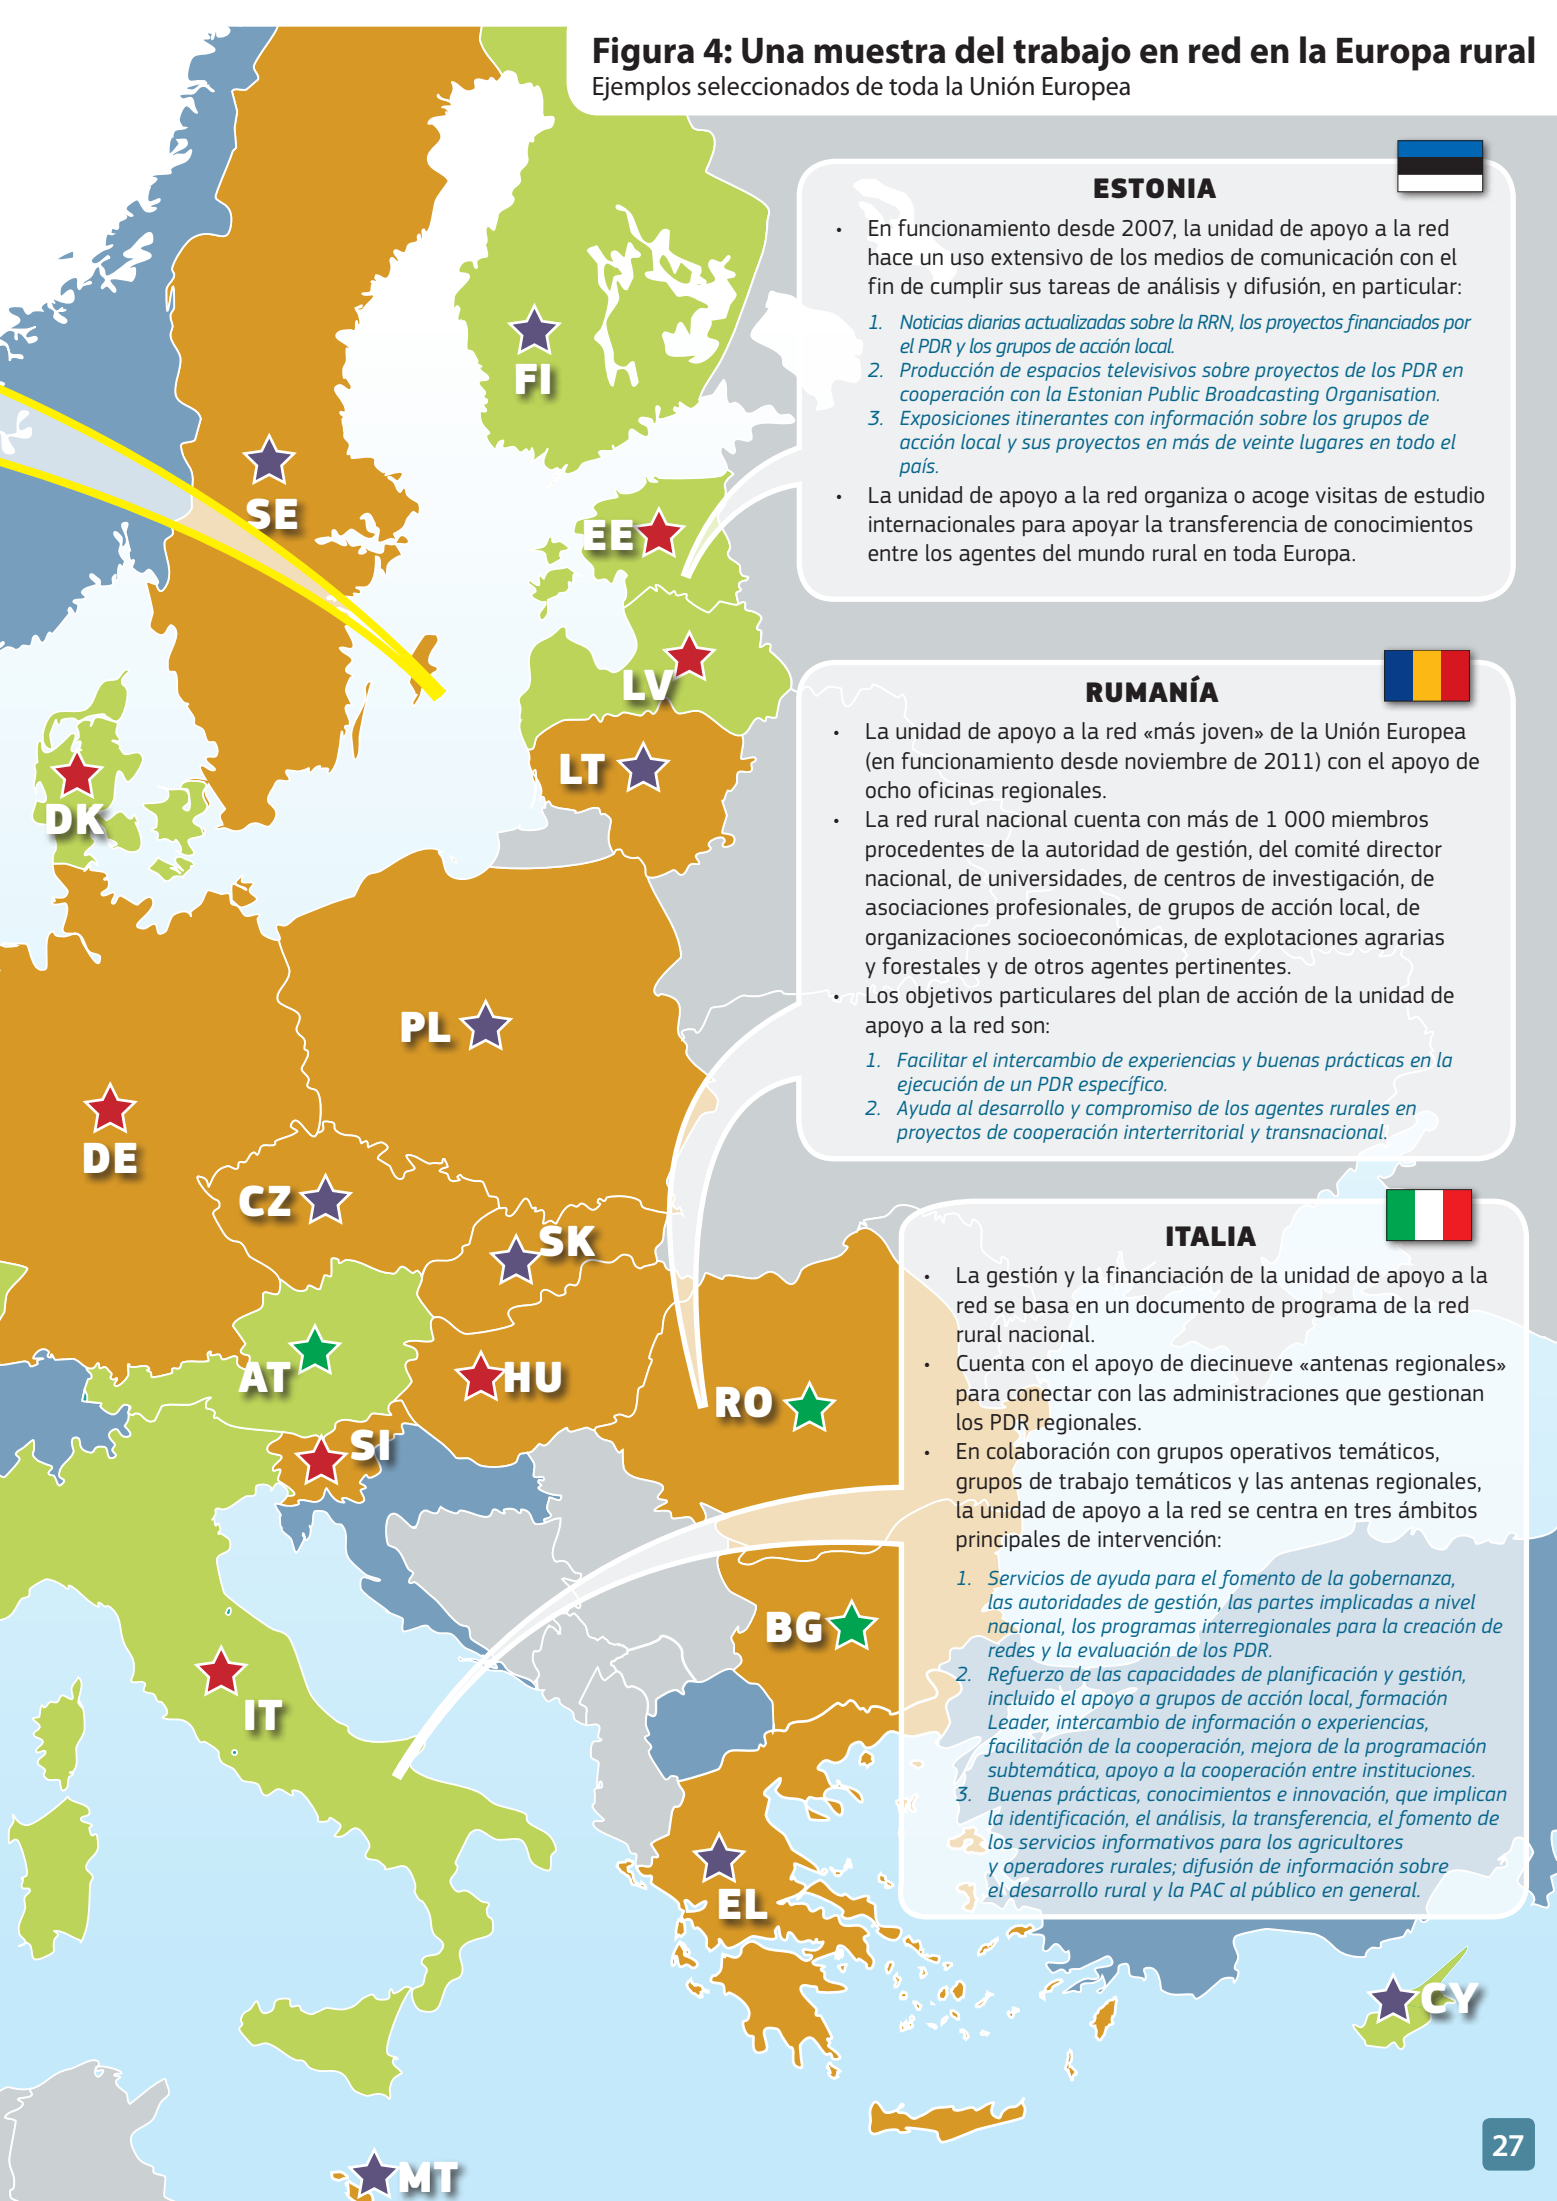 Figura 4: Una muestra del trabajo en red en la Europa rural
Ejemplos seleccionados de toda la Unión Europea
ESTONIA
• En funcionamiento desde 2007, la unidad de apoyo a la red
hace un uso extensivo de los medios de comunicación con el
fin de cumplir sus tareas de análisis y difusión, en particular:
1. Noticias diarias actualizadas sobre la RRN, los proyectos financiados por
el PDR y los grupos de acción local.
2. Producción de espacios televisivos sobre proyectos de los PDR en
cooperación con la Estonian Public Broadcasting Organisation.
3. Exposiciones itinerantes con información sobre los grupos de
acción local y sus proyectos en más de veinte lugares en todo el
país.
• La unidad de apoyo a la red organiza o acoge visitas de estudio
internacionales para apoyar la transferencia de conocimientos
entre los agentes del mundo rural en toda Europa.
RUMANÍA
• La unidad de apoyo a la red «más joven» de la Unión Europea
(en funcionamiento desde noviembre de 2011) con el apoyo de
ocho oficinas regionales.
• La red rural nacional cuenta con más de 1 000 miembros
procedentes de la autoridad de gestión, del comité director
nacional, de universidades, de centros de investigación, de
asociaciones profesionales, de grupos de acción local, de
organizaciones socioeconómicas, de explotaciones agrarias
y forestales y de otros agentes pertinentes.
• Los objetivos particulares del plan de acción de la unidad de
apoyo a la red son:
1. Facilitar el intercambio de experiencias y buenas prácticas en la
ejecución de un PDR específico.
2. Ayuda al desarrollo y compromiso de los agentes rurales en
proyectos de cooperación interterritorial y transnacional.
ITALIA
• La gestión y la financiación de la unidad de apoyo a la
red se basa en un documento de programa de la red
rural nacional.
• Cuenta con el apoyo de diecinueve «antenas regionales»
para conectar con las administraciones que gestionan
los PDR regionales.
• En colaboración con grupos operativos temáticos,
grupos de trabajo temáticos y las antenas regionales,
la unidad de apoyo a la red se centra en tres ámbitos
principales de intervención:
1. Servicios de ayuda para el fomento de la gobernanza,
las autoridades de gestión, las partes implicadas a nivel
nacional, los programas interregionales para la creación de
redes y la evaluación de los PDR.
2. Refuerzo de las capacidades de planificación y gestión,
incluido el apoyo a grupos de acción local, formación
Leader, intercambio de información o experiencias,
facilitación de la cooperación, mejora de la programación
subtemática, apoyo a la cooperación entre instituciones.
3. Buenas prácticas, conocimientos e innovación, que implican
la identificación, el análisis, la transferencia, el fomento de
los servicios informativos para los agricultores
y operadores rurales; difusión de información sobre
el desarrollo rural y la PAC al público en general.
FI
SE
EE
LV
LT
DK
PL
DE
CZ
SK
AT
HU
RO
SI
BG
IT
EL
CY
MT
27